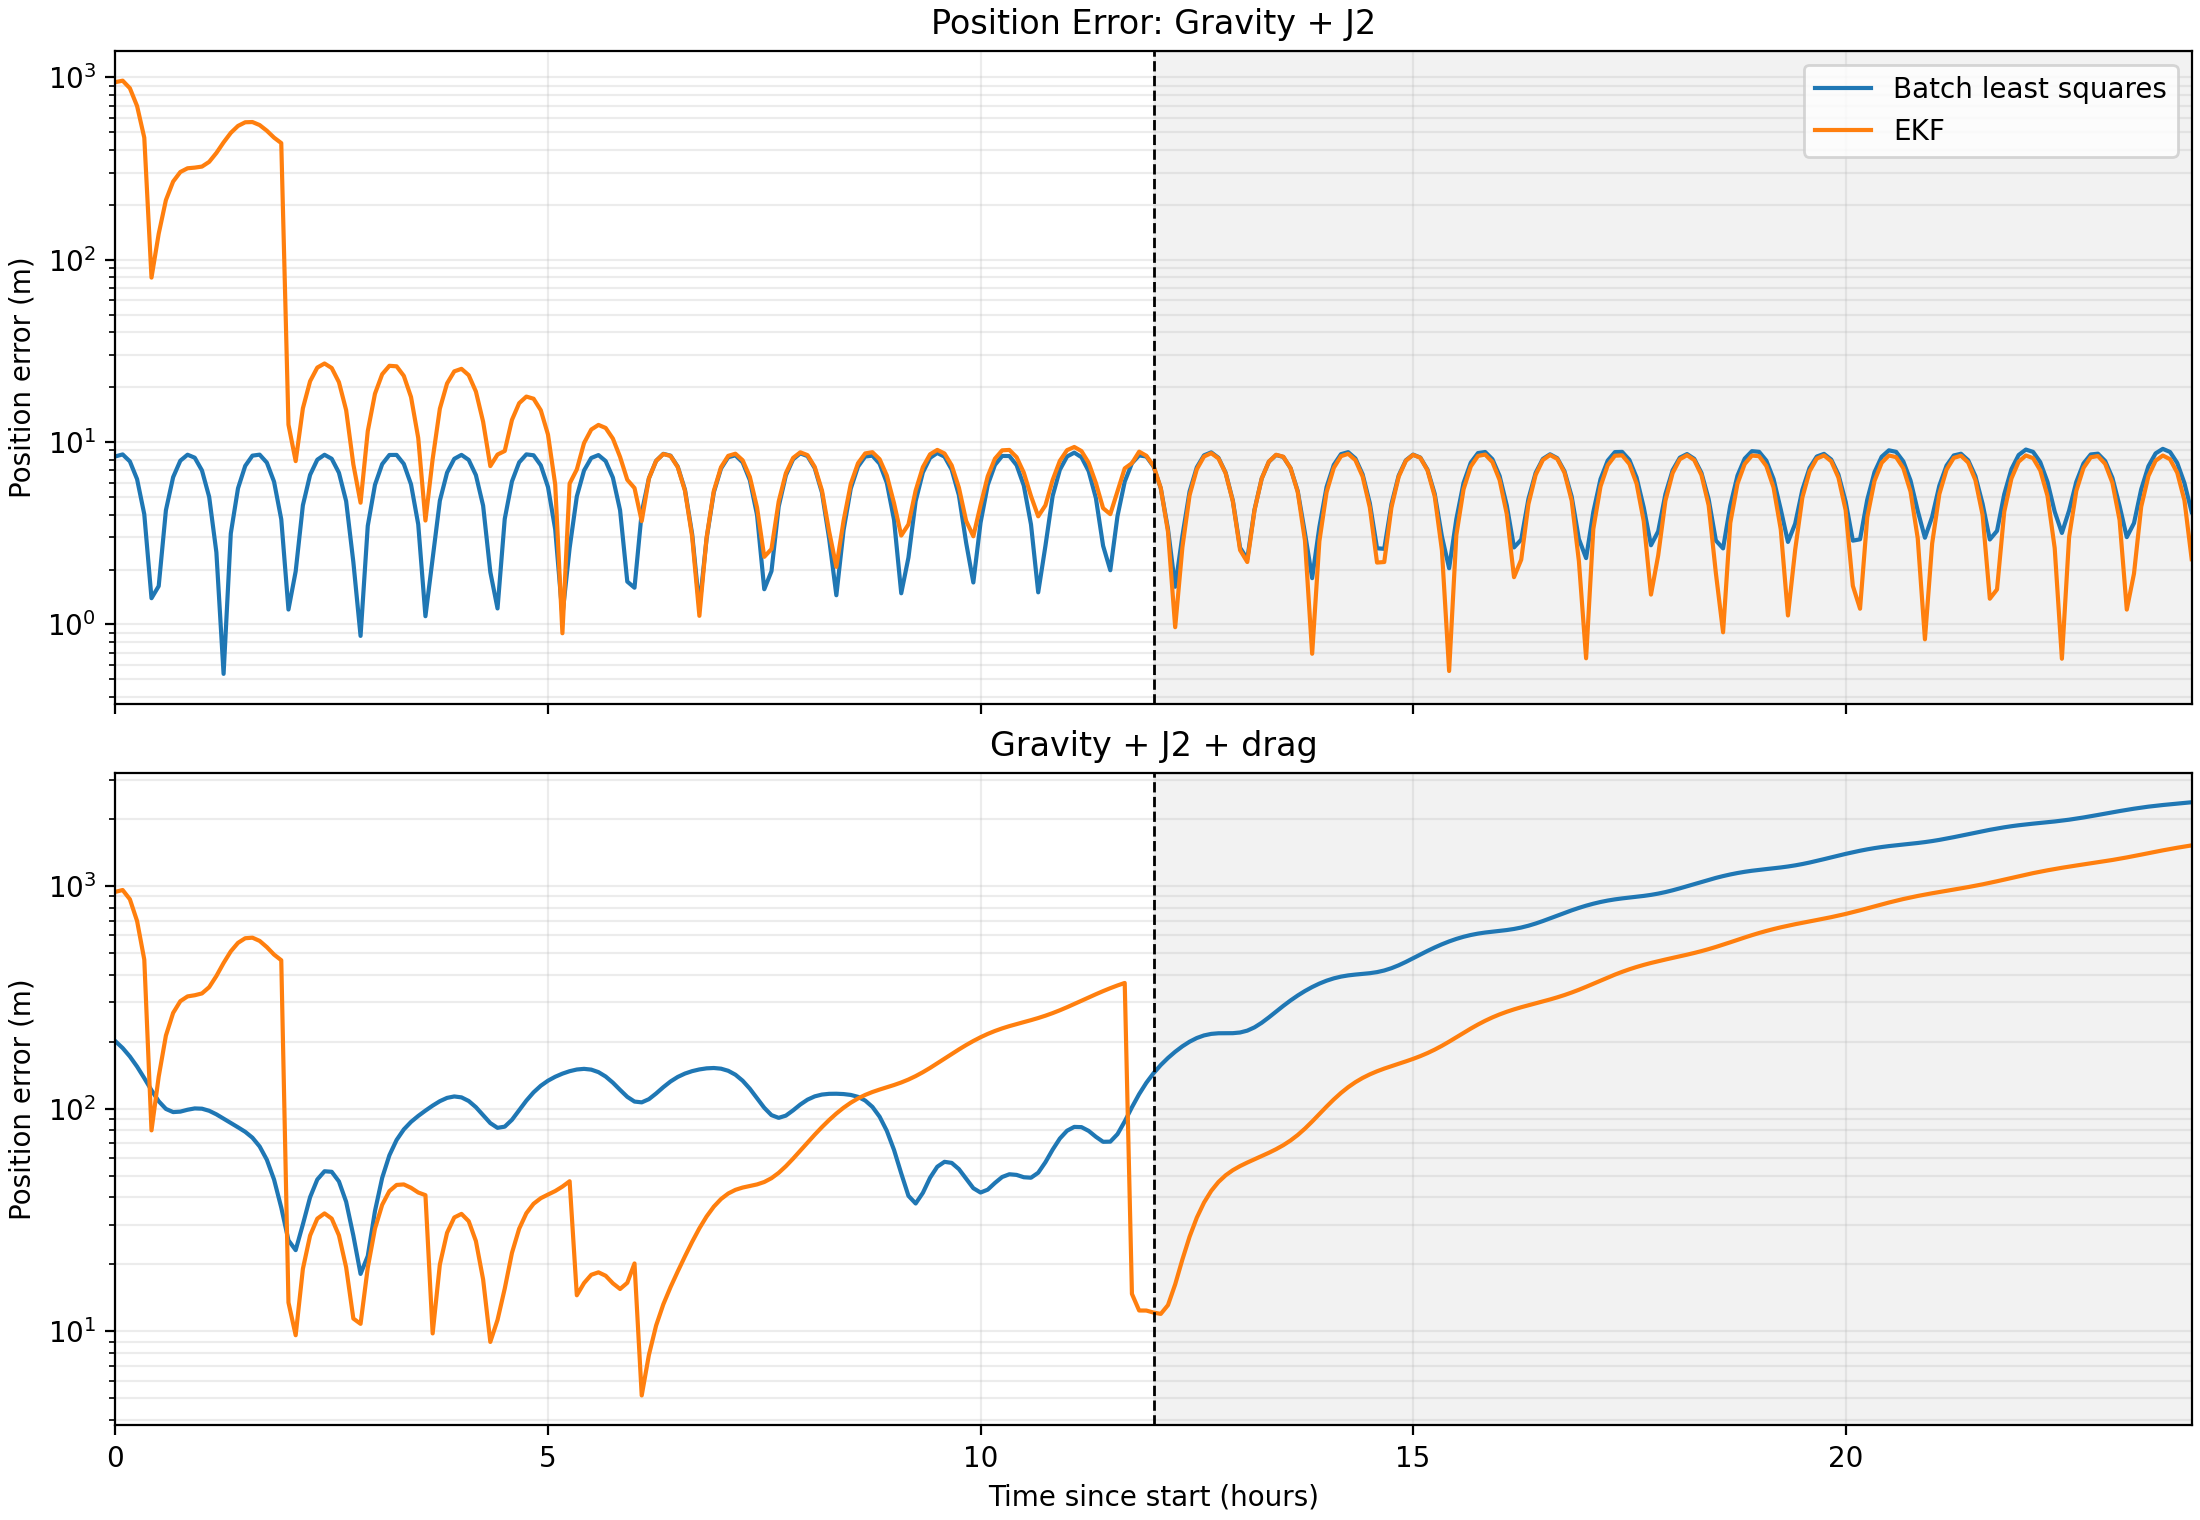 Position Error: Gravity + J2
Position error (m)
10³
10²
10¹
10⁰
Batch least squares
EKF
Gravity + J2 + drag
Position error (m)
10³
10²
10¹
0 5 10 15 20
Time since start (hours)